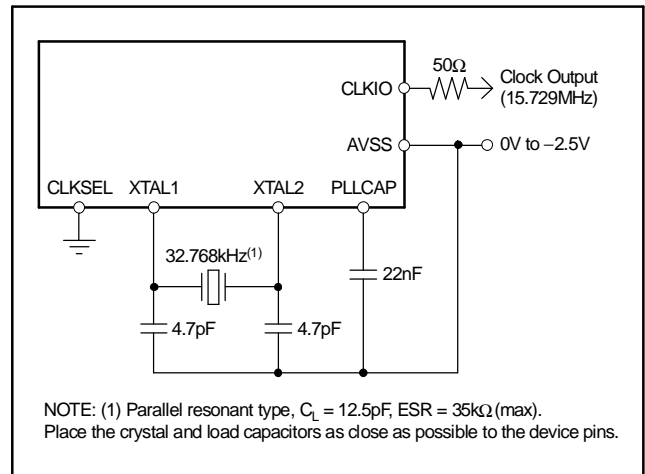 50Ω
CLKIO
Clock Output
(15.729MHz)
AVSS
0V to −2.5V
CLKSEL XTAL1 XTAL2 PLLCAP
32.768kHz(1)
22nF
4.7pF 4.7pF
NOTE: (1) Parallel resonant type, CL = 12.5pF, ESR = 35kΩ (max).
Place the crystal and load capacitors as close as possible to the device pins.